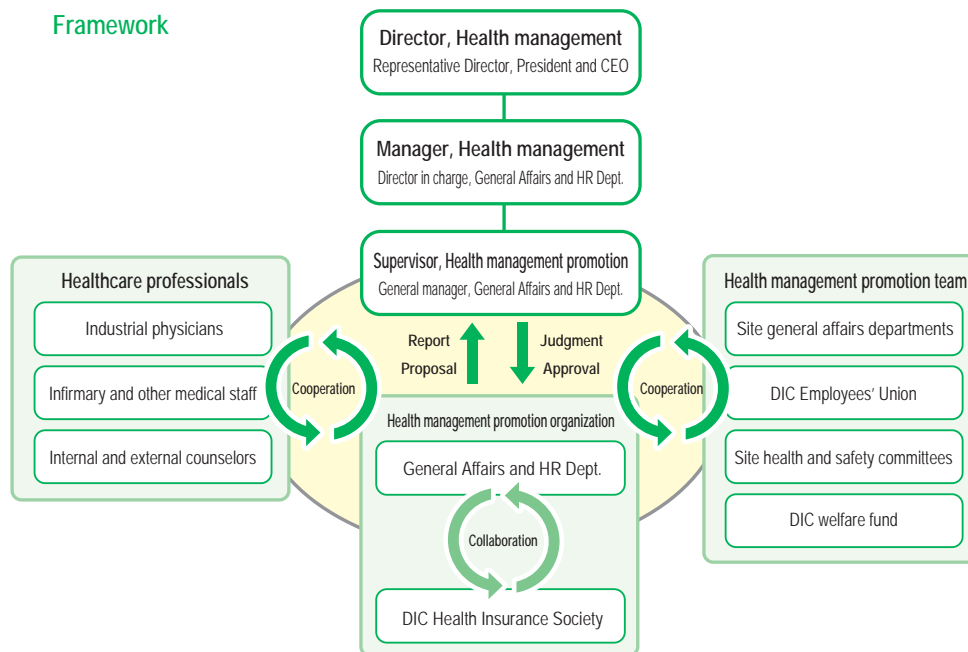 Framework
Director, Health management
Representative Director, President and CEO
Manager, Health management
Director in charge, General Affairs and HR Dept.
Supervisor, Health management promotion
General manager, General Affairs and HR Dept.
Healthcare professionals
Industrial physicians
Infirmary and other medical staff
Internal and external counselors
Cooperation
Report
Proposal
Judgment
Approval
Cooperation
Health management promotion team
Site general affairs departments
DIC Employees’ Union
Site health and safety committees
DIC welfare fund
Health management promotion organization
General Affairs and HR Dept.
Collaboration
DIC Health Insurance Society